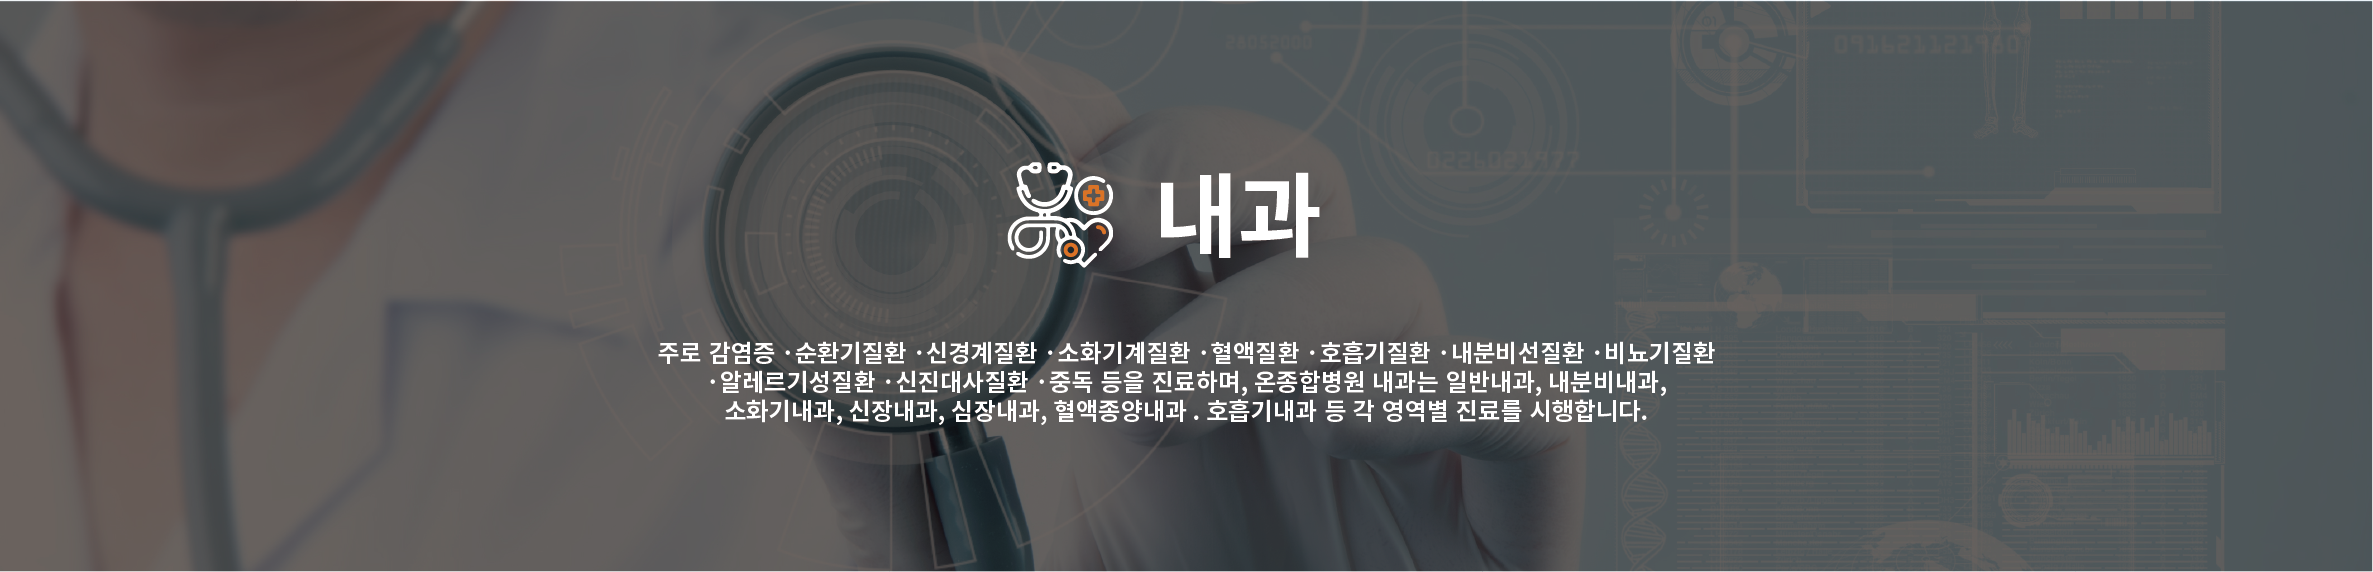 28082000
091621121980
0226021977
내과
주로 감염증 ·순환기질환 ·신경계질환 ·소화기계질환 ·혈액질환 ·호흡기질환 ·내분비선질환 ·비뇨기질환
·알레르기성질환 ·신진대사질환 ·중독 등을 진료하며, 온종합병원 내과는 일반내과, 내분비내과,
소화기내과, 신장내과, 심장내과, 혈액종양내과 . 호흡기내과 등 각 영역별 진료를 시행합니다.